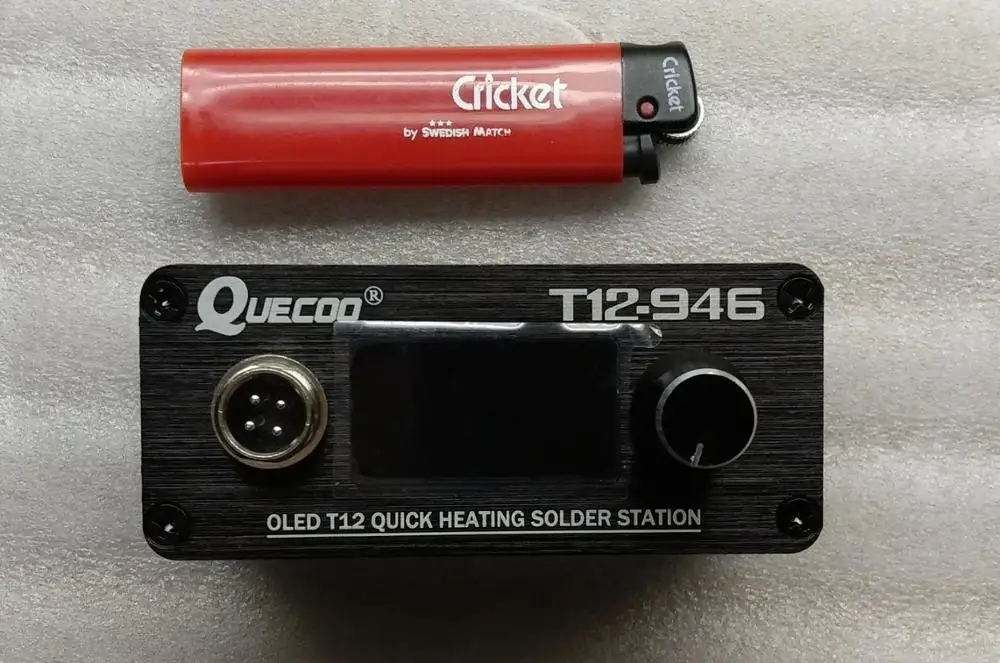 Cricket
by SWEDISH MATCH
Cricket
QUECOO®
T12-946
OLED T12 QUICK HEATING SOLDER STATION